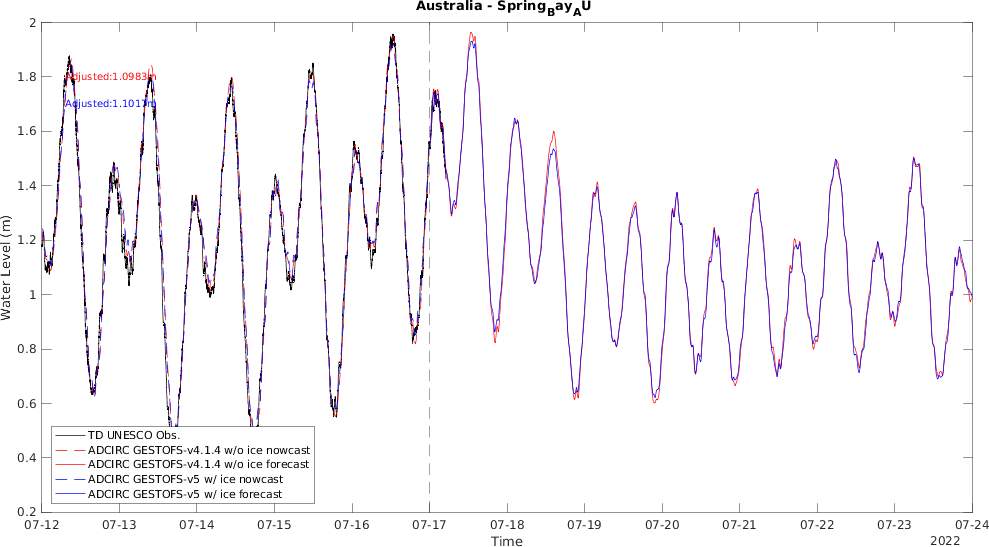 Australia - SpringBayAU
2
1.8
1.6
1.4
1.2
1
0.8
0.6
0.4
0.2
Water Level (m)
Adjusted:1.0983m
Adjusted:1.1017m
TD UNESCO Obs.
ADCIRC GESTOFS-v4.1.4 w/o ice nowcast
ADCIRC GESTOFS-v4.1.4 w/o ice forecast
ADCIRC GESTOFS-v5 w/ ice nowcast
ADCIRC GESTOFS-v5 w/ ice forecast
07-12 07-13 07-14 07-15 07-16 07-17 07-18 07-19 07-20 07-21 07-22 07-23 07-24
Time
2022